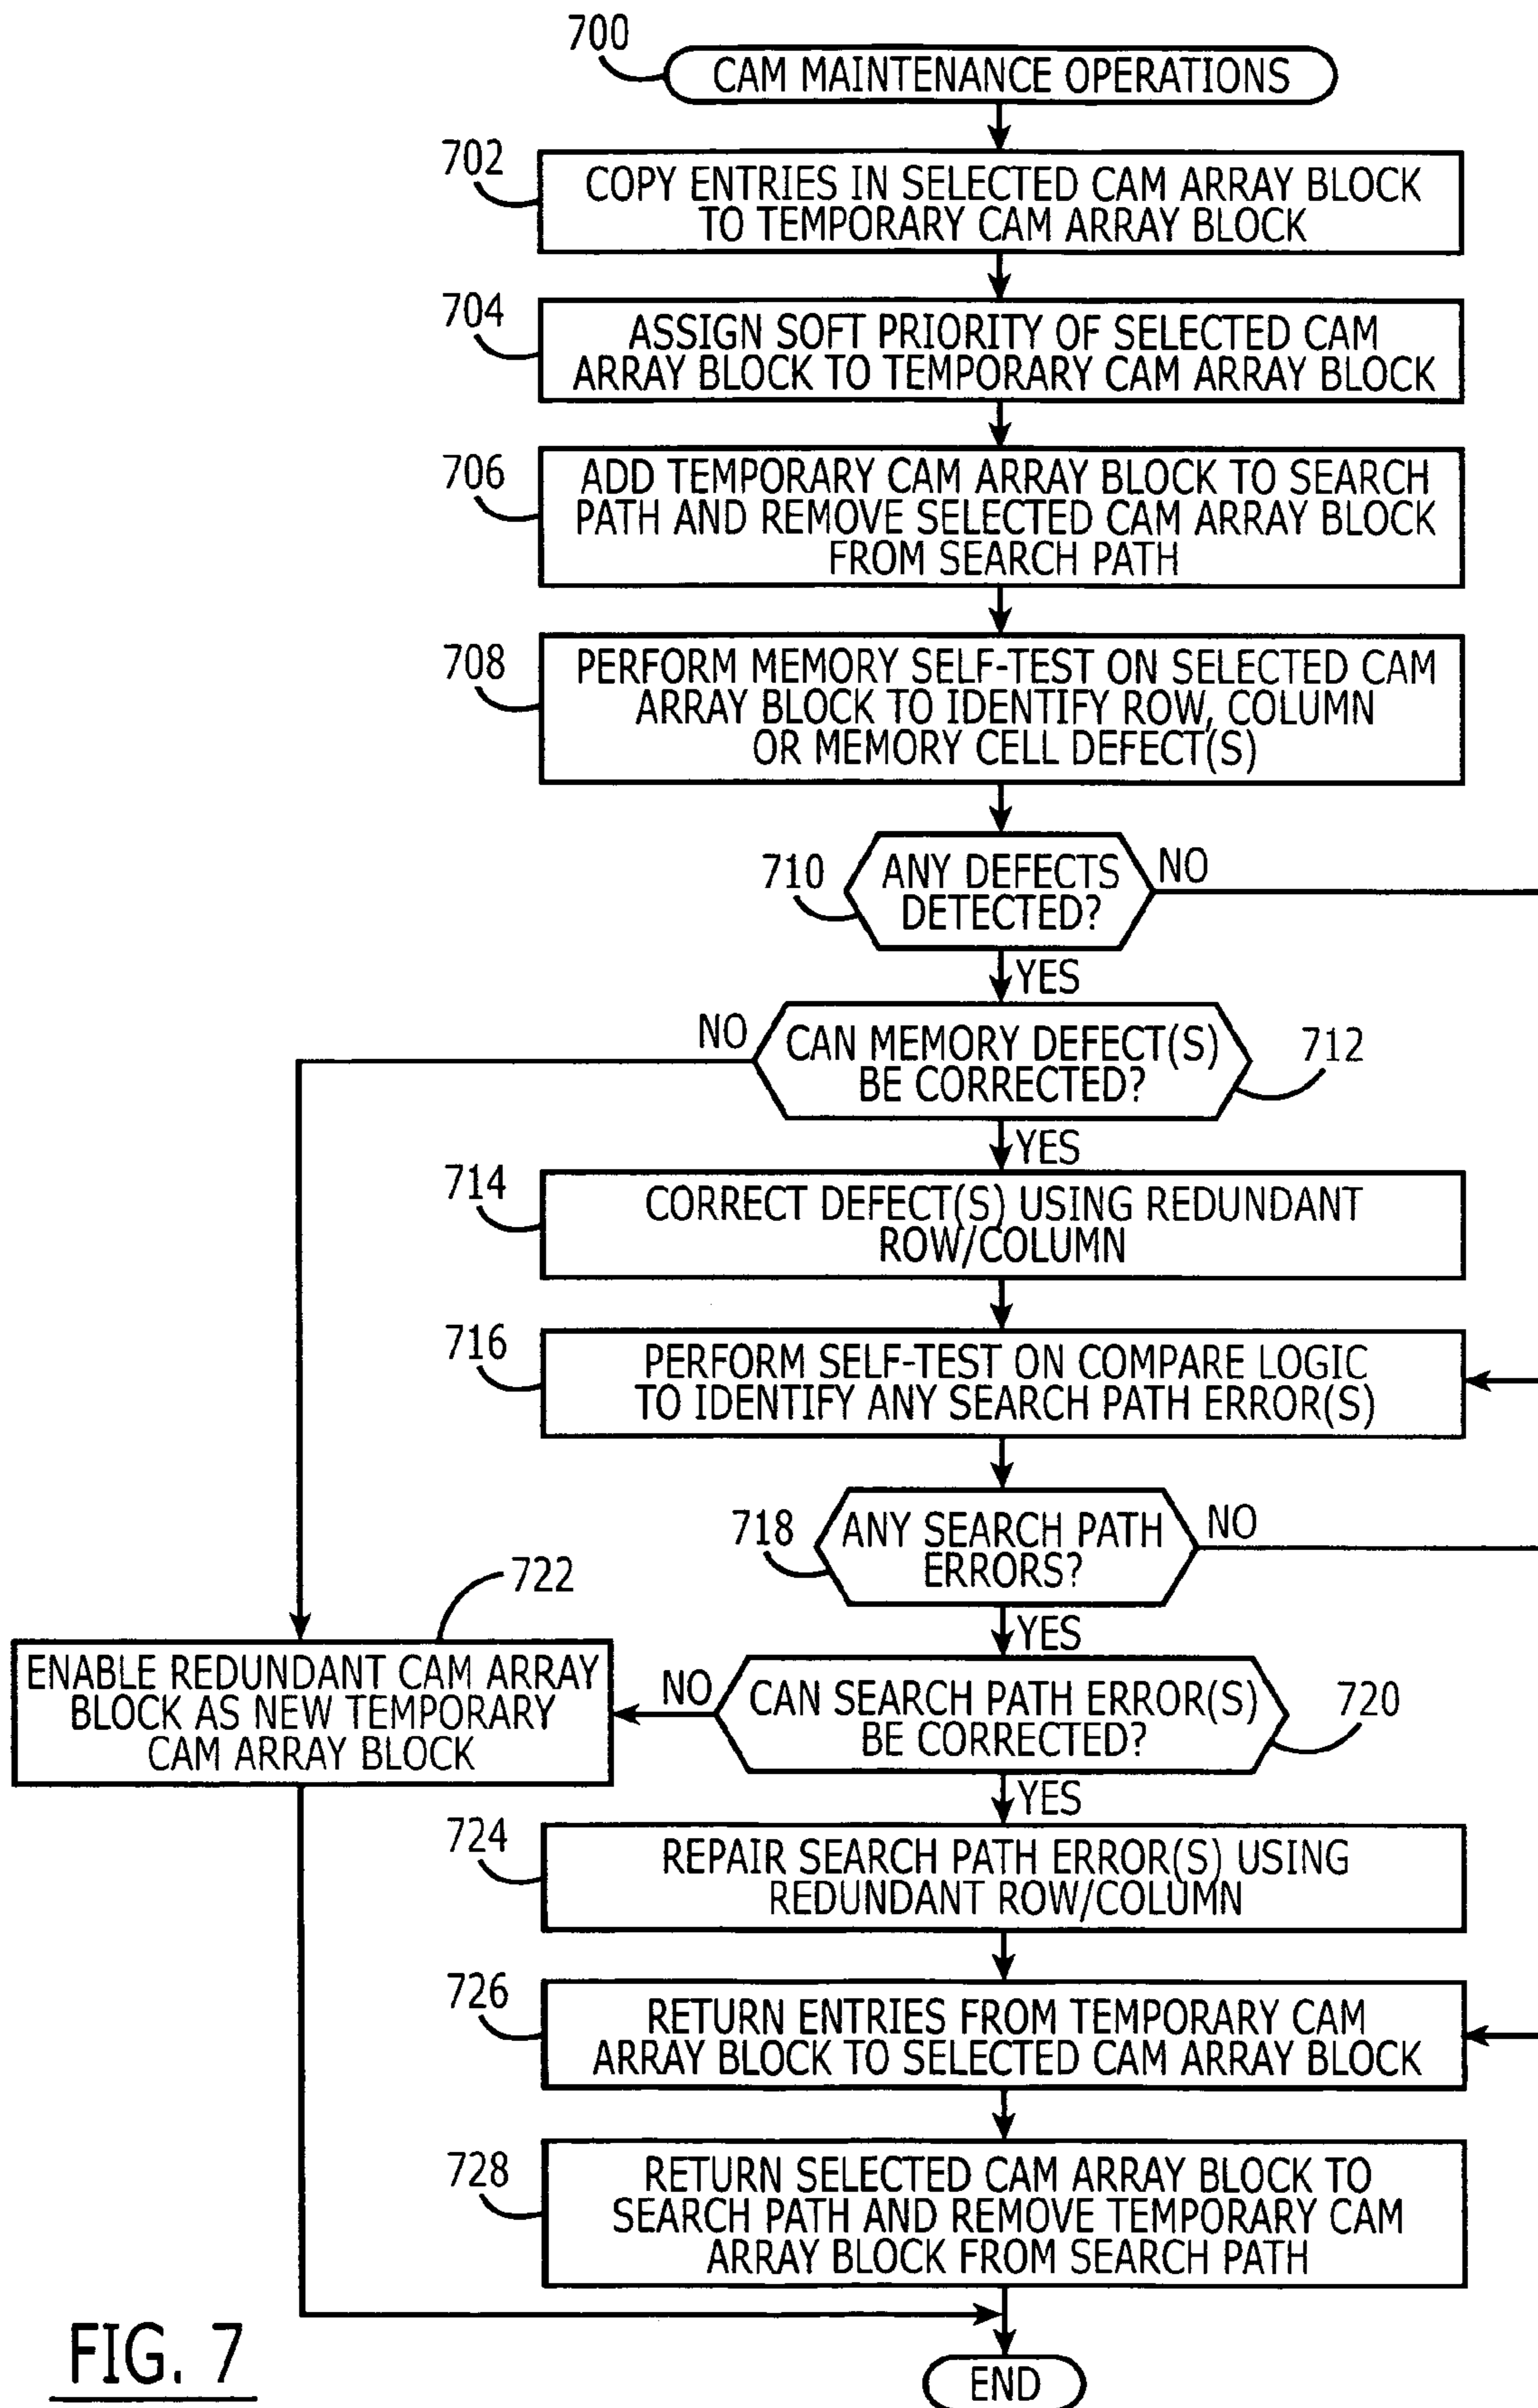 700
CAM MAINTENANCE OPERATIONS
702
COPY ENTRIES IN SELECTED CAM ARRAY BLOCK
TO TEMPORARY CAM ARRAY BLOCK
704
ASSIGN SOFT PRIORITY OF SELECTED CAM
ARRAY BLOCK TO TEMPORARY CAM ARRAY BLOCK
706
ADD TEMPORARY CAM ARRAY BLOCK TO SEARCH
PATH AND REMOVE SELECTED CAM ARRAY BLOCK
FROM SEARCH PATH
708
PERFORM MEMORY SELF-TEST ON SELECTED CAM
ARRAY BLOCK TO IDENTIFY ROW, COLUMN
OR MEMORY CELL DEFECT(S)
710
ANY DEFECTS
DETECTED?
NO
YES
NO
CAN MEMORY DEFECT(S)
BE CORRECTED?
712
YES
714
CORRECT DEFECT(S) USING REDUNDANT
ROW/COLUMN
716
PERFORM SELF-TEST ON COMPARE LOGIC
TO IDENTIFY ANY SEARCH PATH ERROR(S)
718
ANY SEARCH PATH
ERRORS?
NO
YES
722
ENABLE REDUNDANT CAM ARRAY
BLOCK AS NEW TEMPORARY
CAM ARRAY BLOCK
NO
CAN SEARCH PATH ERROR(S)
BE CORRECTED?
720
YES
724
REPAIR SEARCH PATH ERROR(S) USING
REDUNDANT ROW/COLUMN
726
RETURN ENTRIES FROM TEMPORARY CAM
ARRAY BLOCK TO SELECTED CAM ARRAY BLOCK
728
RETURN SELECTED CAM ARRAY BLOCK TO
SEARCH PATH AND REMOVE TEMPORARY CAM
ARRAY BLOCK FROM SEARCH PATH
END
FIG. 7